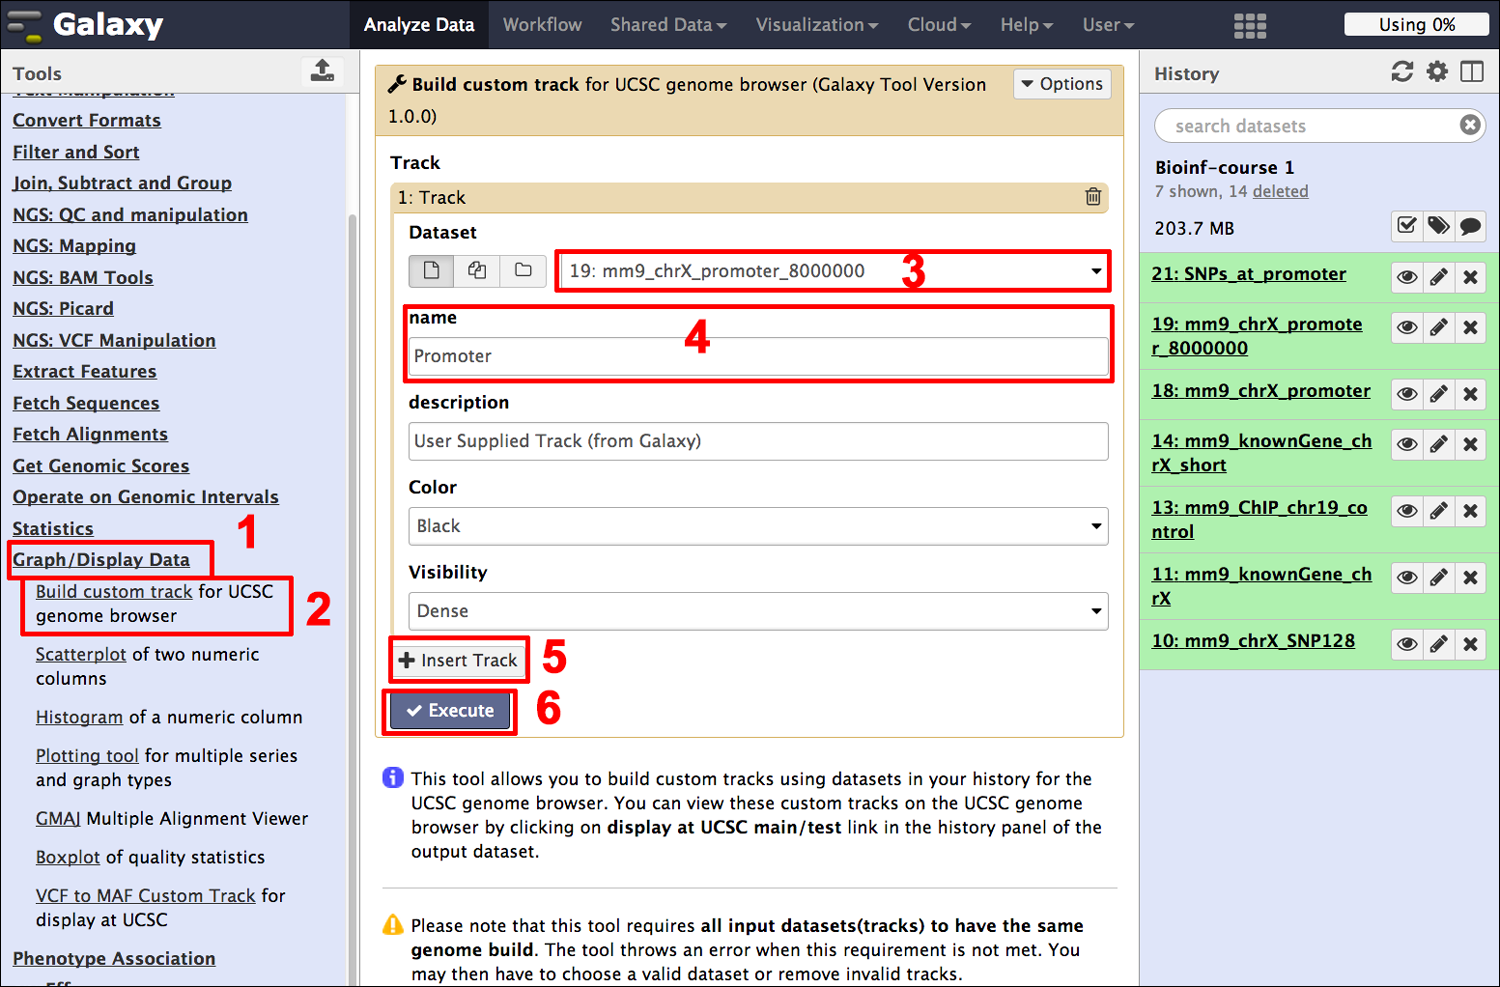 Galaxy
Analyze Data
Workflow
Shared Data
Visualization
Cloud
Help
User
Using 0%
Tools
Text Manipulation
Convert Formats
Filter and Sort
Join, Subtract and Group
NGS: QC and manipulation
NGS: Mapping
NGS: BAM Tools
NGS: Picard
NGS: VCF Manipulation
Extract Features
Fetch Sequences
Fetch Alignments
Get Genomic Scores
Operate on Genomic Intervals
Statistics
1
Graph/Display Data
Build custom track for UCSC
genome browser
2
Scatterplot of two numeric
columns
Histogram of a numeric column
Plotting tool for multiple series
and graph types
GMAJ Multiple Alignment Viewer
Boxplot of quality statistics
VCF to MAF Custom Track for
display at UCSC
Phenotype Association
Build custom track for UCSC genome browser (Galaxy Tool Version
1.0.0)
Options
Track
1: Track
Dataset
19: mm9_chrX_promoter_8000000
3
name
4
Promoter
description
User Supplied Track (from Galaxy)
Color
Black
Visibility
Dense
Insert Track
5
Execute
6
This tool allows you to build custom tracks using datasets in your history for the
UCSC genome browser. You can view these custom tracks on the UCSC genome
browser by clicking on display at UCSC main/test link in the history panel of the
output dataset.
Please note that this tool requires all input datasets(tracks) to have the same
genome build. The tool throws an error when this requirement is not met. You
may then have to choose a valid dataset or remove invalid tracks.
History
search datasets
Bioinf-course 1
7 shown, 14 deleted
203.7 MB
21: SNPs_at_promoter
19: mm9_chrX_promote
r_8000000
18: mm9_chrX_promoter
14: mm9_knownGene_ch
rX_short
13: mm9_ChIP_chr19_co
ntrol
11: mm9_knownGene_ch
rX
10: mm9_chrX_SNP128